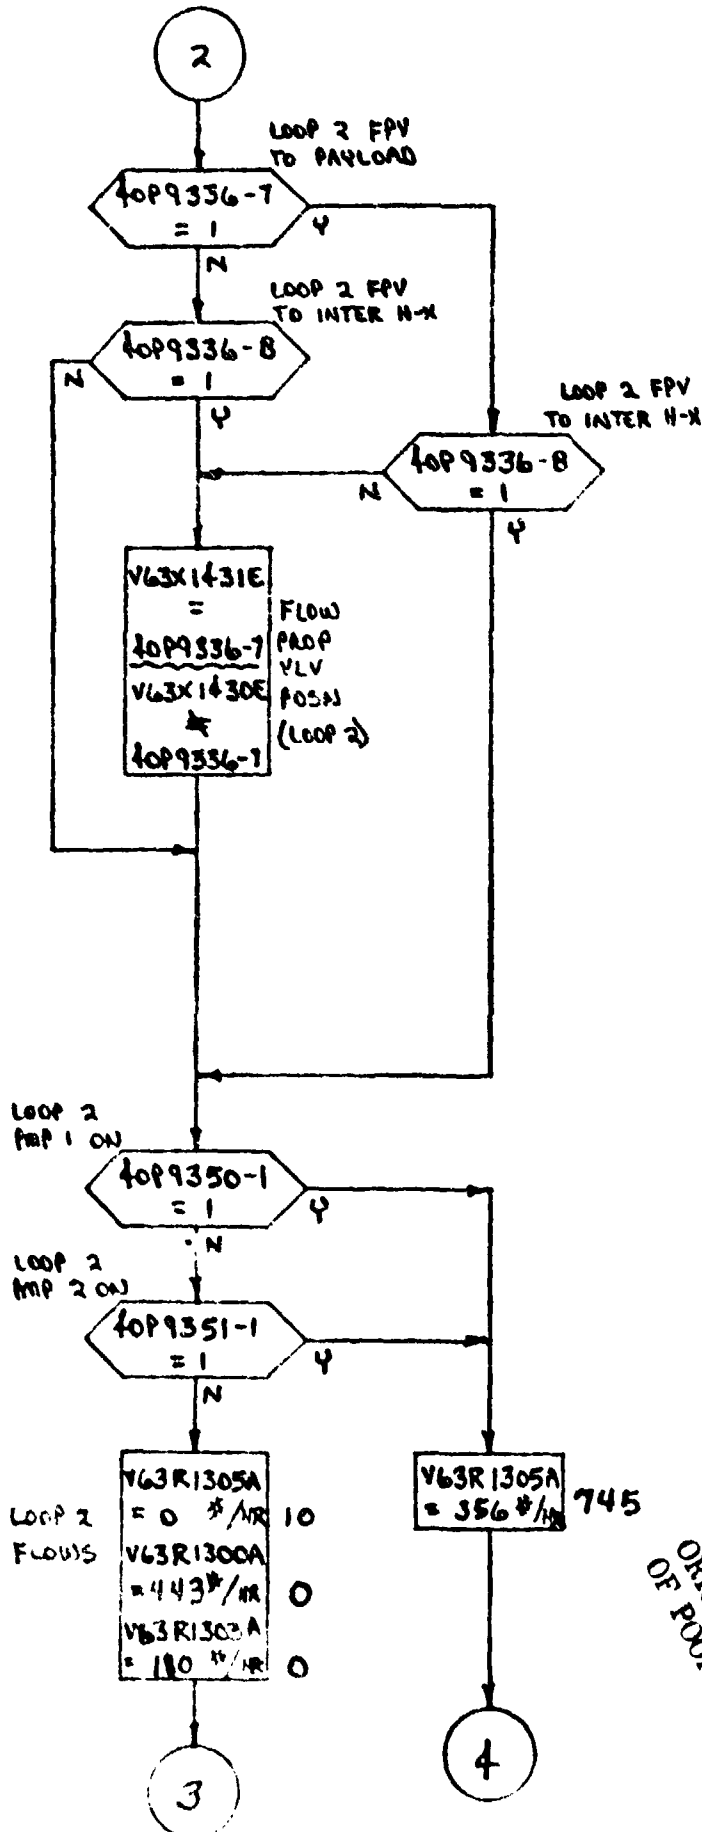 2
LOOP 2 FPV
TO PAYLOAD
40P9336-7
= 1
Y
N
LOOP 2 FPV
TO INTER H-X
40P9336-8
= 1
N
Y
LOOP 2 FPV
TO INTER H-X
40P9336-8
= 1
N
Y
V63X1431E
=
40P9336-7
V63X1430E
40P9336-7
FLOW
PROP
VLV
POSN
(LOOP 2)
LOOP 2
PMP 1 ON
40P9350-1
= 1
Y
N
LOOP 2
PMP 2 ON
40P9351-1
= 1
Y
N
LOOP 2
FLOWS
V63R1305A
= 0 #/HR 10
V63R1300A
= 443 #/HR 0
V63R1303A
= 180 #/HR 0
V63R1305A
= 356 #/HR 745
3
4
OF